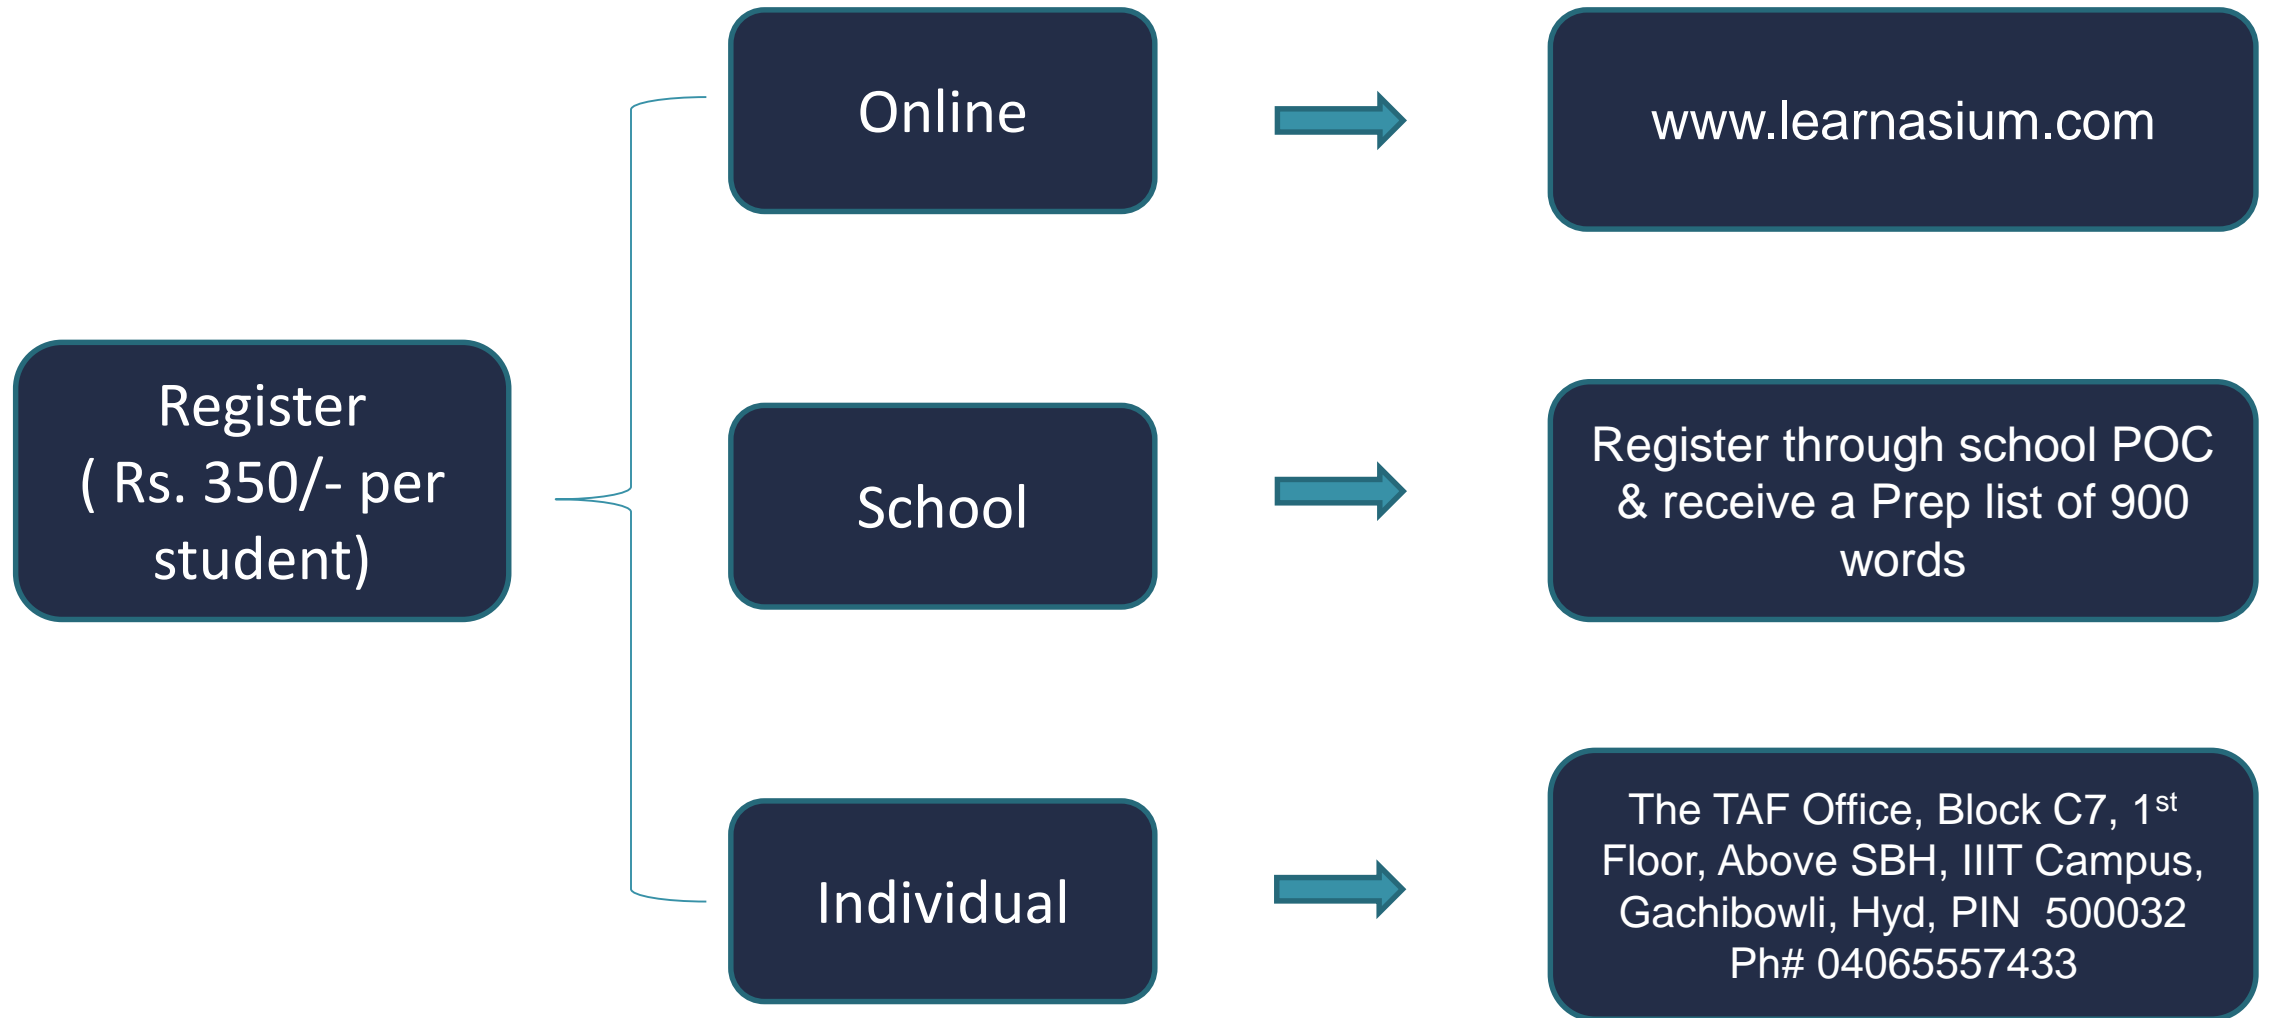 Online
www.learnasium.com
Register
( Rs. 350/- per
student)
School
Register through school POC
& receive a Prep list of 900
words
Individual
The TAF Office, Block C7, 1st
Floor, Above SBH, IIIT Campus,
Gachibowli, Hyd, PIN  500032
Ph# 04065557433